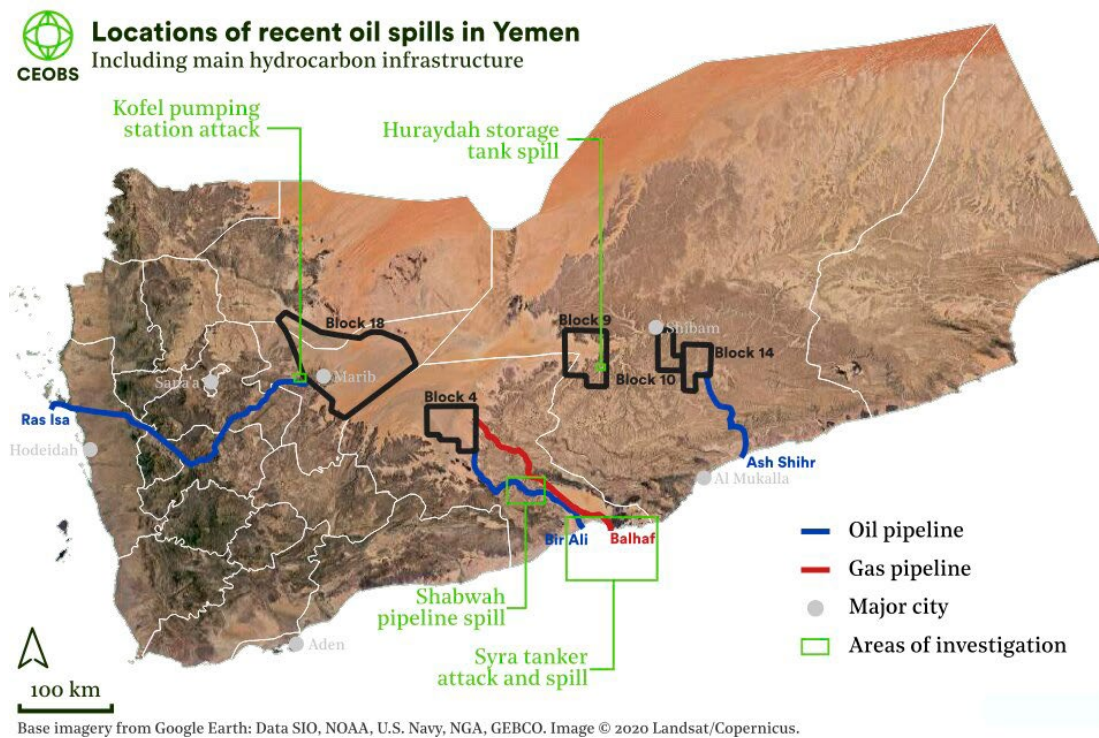 CEOBS
Locations of recent oil spills in Yemen
Including main hydrocarbon infrastructure
Kofel pumping
station attack
Huraydah storage
tank spill
Block 18
Block 9
Shibam
Block 14
Block 10
Sana'a
Marib
Block 4
Ras Isa
Hodeidah
Ash Shihr
Al Mukalla
Bir Ali
Balhaf
Shabwah
pipeline spill
Syra tanker
attack and spill
Aden
Oil pipeline
Gas pipeline
Major city
Areas of investigation
100 km
Base imagery from Google Earth: Data SIO, NOAA, U.S. Navy, NGA, GEBCO. Image © 2020 Landsat/Copernicus.